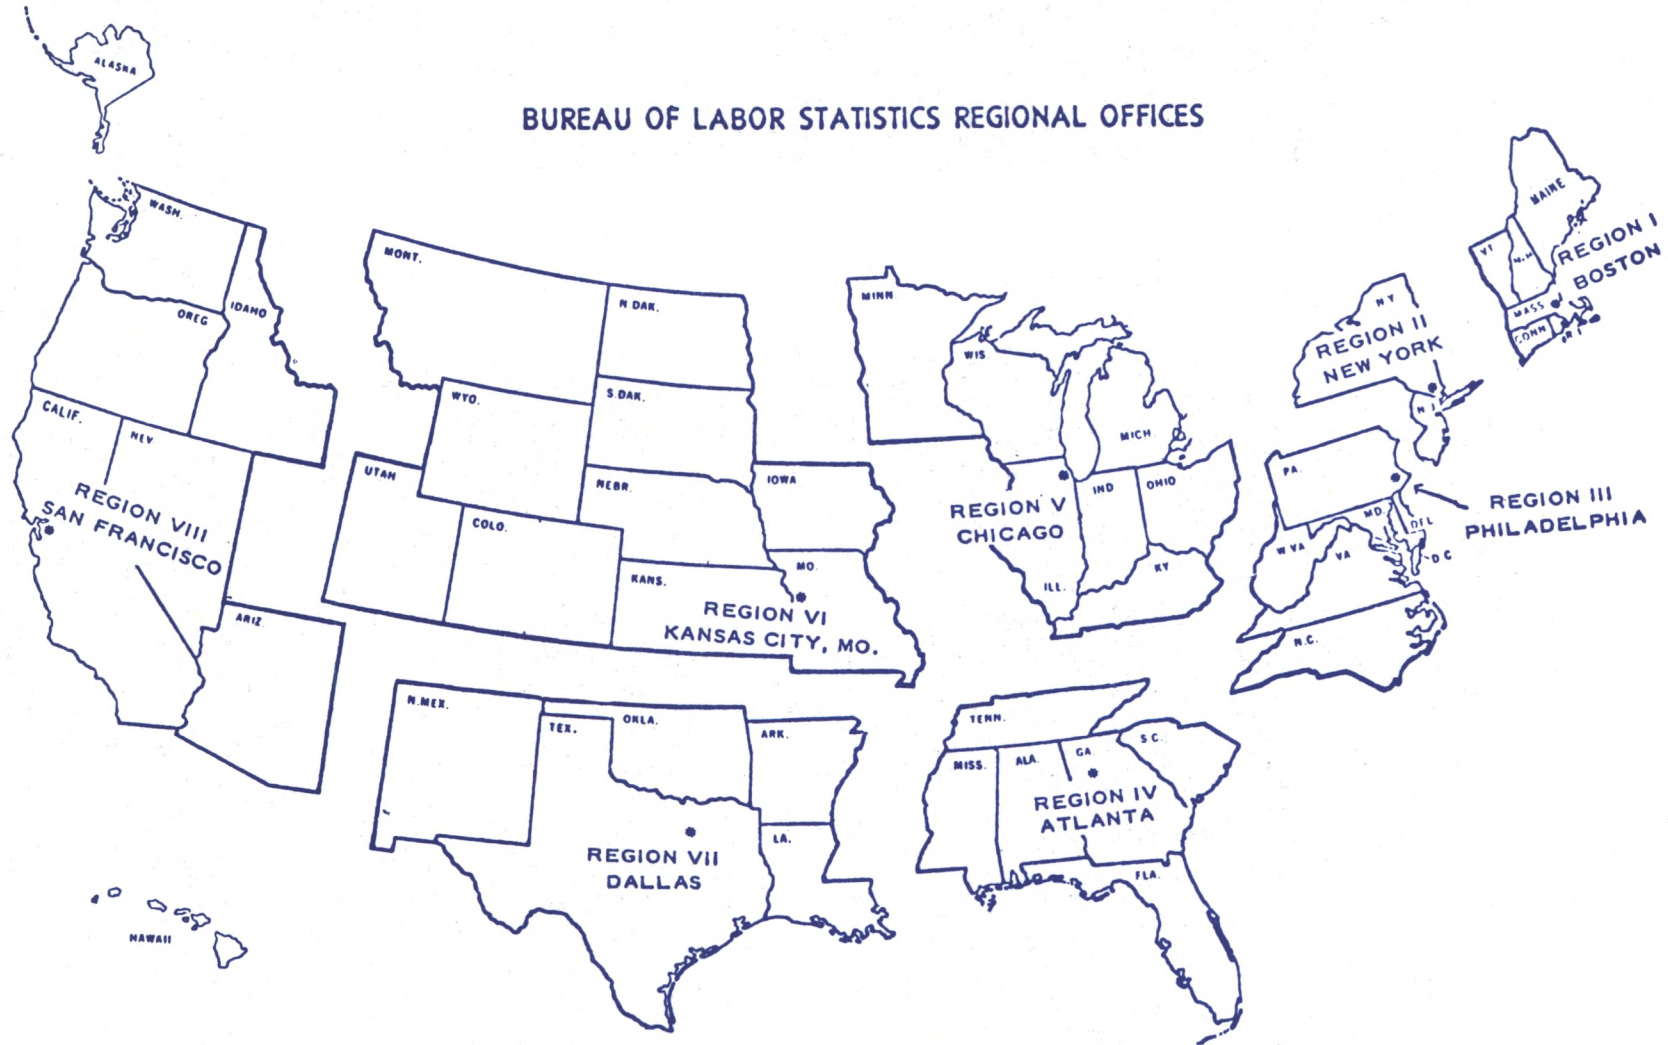 ALASKA
BUREAU OF LABOR STATISTICS REGIONAL OFFICES
WASH.
IDAHO
OREG
CALIF.
NEV.
REGION VIII
SAN FRANCISCO
ARIZ.
HAWAII
MONT.
N DAK.
WYO.
S.DAK.
UTAH
NEBR.
IOWA
COLO.
KANS.
MO.
REGION VI
KANSAS CITY, MO.
N.MEX.
TEX.
OKLA.
ARK.
LA.
REGION VII
DALLAS
MINN.
WIS
MICH
IND
OHIO
REGION V
CHICAGO
ILL.
KY
TENN.
MISS.
ALA.
GA.
S.C.
REGION IV
ATLANTA
FLA.
MAINE
VT
N.H
REGION I
BOSTON
MASS
CONN
R I
N Y
REGION II
NEW YORK
N J
PA.
MD.
DEL
D C
W VA
VA
N.C.
REGION III
PHILADELPHIA